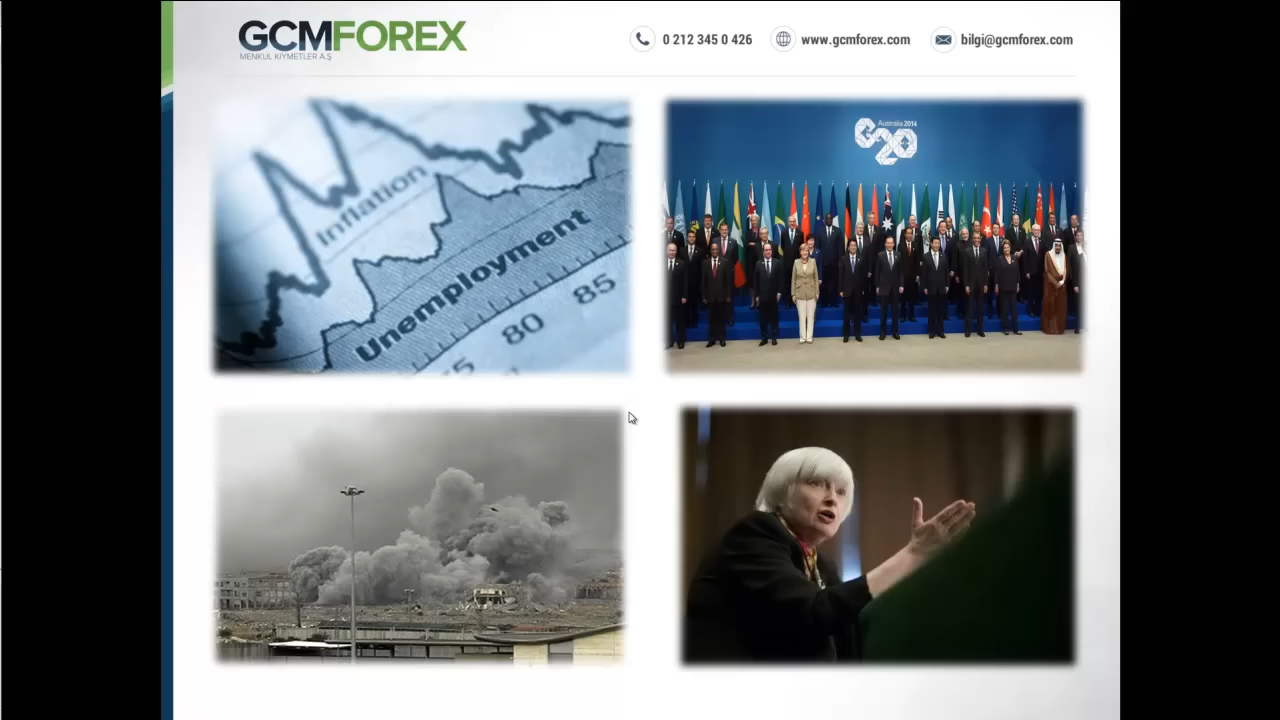 GCMFOREX
MENKUL KIYMETLER A.Ş
0 212 345 0 426
www.gcmforex.com
bilgi@gcmforex.com
Inflation
Unemployment
75
80
85
Australia 2014
G20